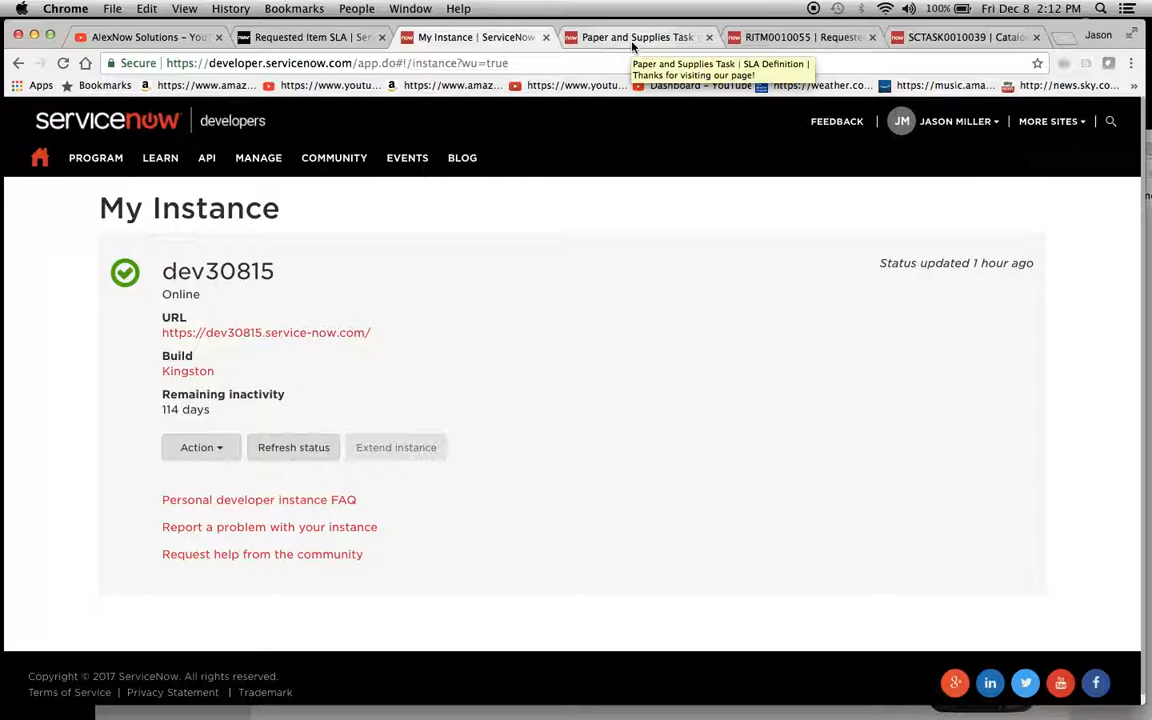 Chrome File Edit View History Bookmarks People Window Help 100% Fri Dec 8 2:12 PM
AlexNow Solutions – You Requested Item SLA | Ser My Instance | ServiceNow Paper and Supplies Task RITM0010055 | Requeste SCTASK0010039 | Catalo Jason
Secure https://developer.servicenow.com/app.do#!/instance?wu=true
Paper and Supplies Task | SLA Definition |
Thanks for visiting our page!
Apps Bookmarks https://www.amaz... https://www.youtu... https://www.amaz... https://www.youtu... Dashboard – YouTube https://weather.co... https://music.ama... http://news.sky.co... »
servicenow developers FEEDBACK JM JASON MILLER MORE SITES
PROGRAM LEARN API MANAGE COMMUNITY EVENTS BLOG
My Instance
dev30815 Status updated 1 hour ago
Online
URL
https://dev30815.service-now.com/
Build
Kingston
Remaining inactivity
114 days
Action Refresh status Extend instance
Personal developer instance FAQ
Report a problem with your instance
Request help from the community
Copyright © 2017 ServiceNow. All Rights Reserved
Terms of Service | Privacy Statement | Trademark